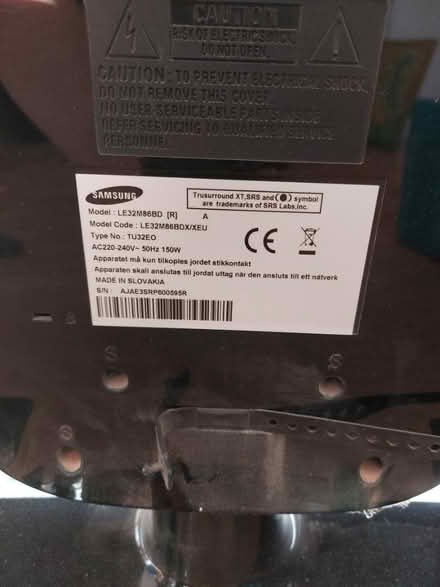 CAUTION
RISK OF ELECTRIC SHOCK
DO NOT OPEN
CAUTION: TO PREVENT ELECTRICAL SHOCK,
DO NOT REMOVE THIS COVER.
NO USER SERVICEABLE PARTS INSIDE.
REFER SERVICING TO QUALIFIED SERVICE
PERSONNEL.
SAMSUNG
Trusurround XT,SRS and (●) symbol
are trademarks of SRS Labs,Inc.
Model : LE32M86BD [R] A
Model Code : LE32M86BDX/XEU
Type No : TU32EO
AC220-240V~ 50Hz 150W
Apparatet må kun tilkoples jordet stikkontakt
Apparaten skall anslutas till jordat uttag när den ansluts till ett nätverk
MADE IN SLOVAKIA
S/N : AJAE3SRP600595R
CE
S
S
S